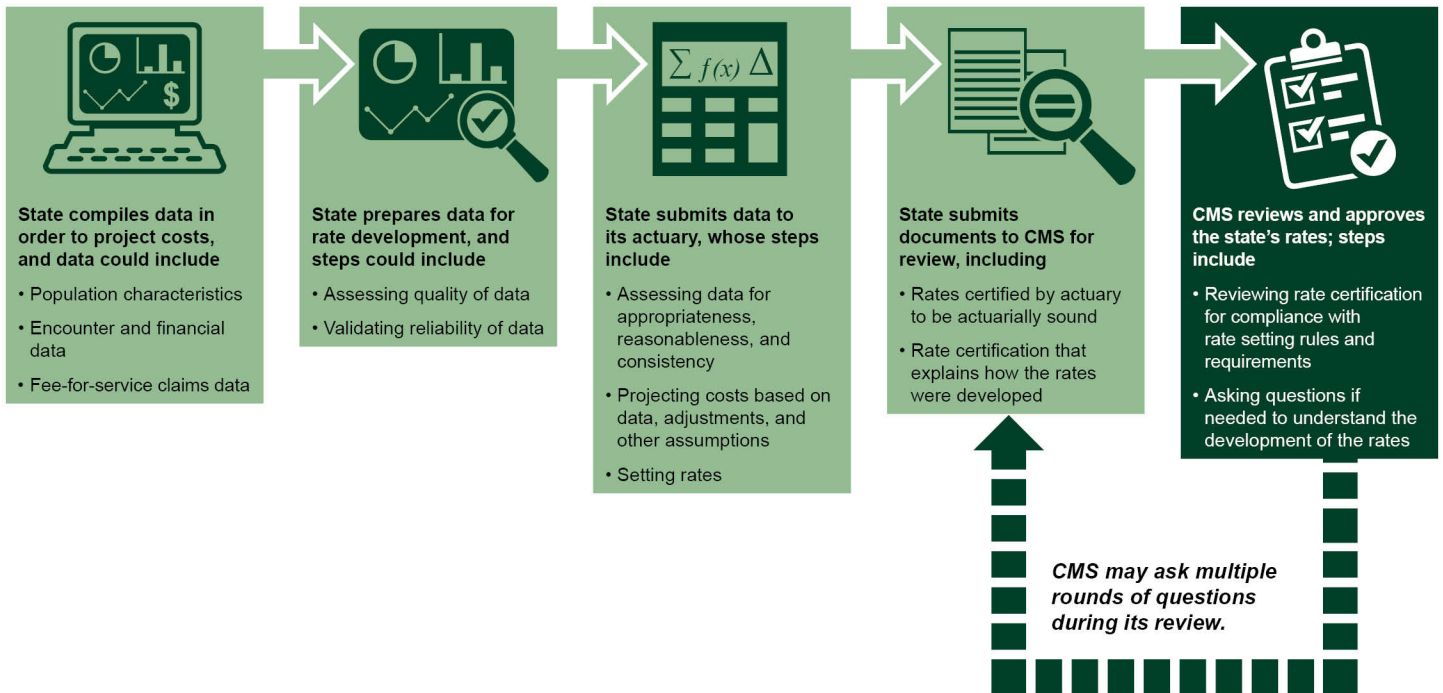 $
Σ f(x) Δ
State compiles data in
order to project costs,
and data could include
• Population characteristics
• Encounter and financial
data
• Fee-for-service claims data
State prepares data for
rate development, and
steps could include
• Assessing quality of data
• Validating reliability of data
State submits data to
its actuary, whose steps
include
• Assessing data for
appropriateness,
reasonableness, and
consistency
• Projecting costs based on
data, adjustments, and
other assumptions
• Setting rates
State submits
documents to CMS for
review, including
• Rates certified by actuary
to be actuarially sound
• Rate certification that
explains how the rates
were developed
CMS reviews and approves
the state's rates; steps
include
• Reviewing rate certification
for compliance with
rate setting rules and
requirements
• Asking questions if
needed to understand the
development of the rates
CMS may ask multiple
rounds of questions
during its review.